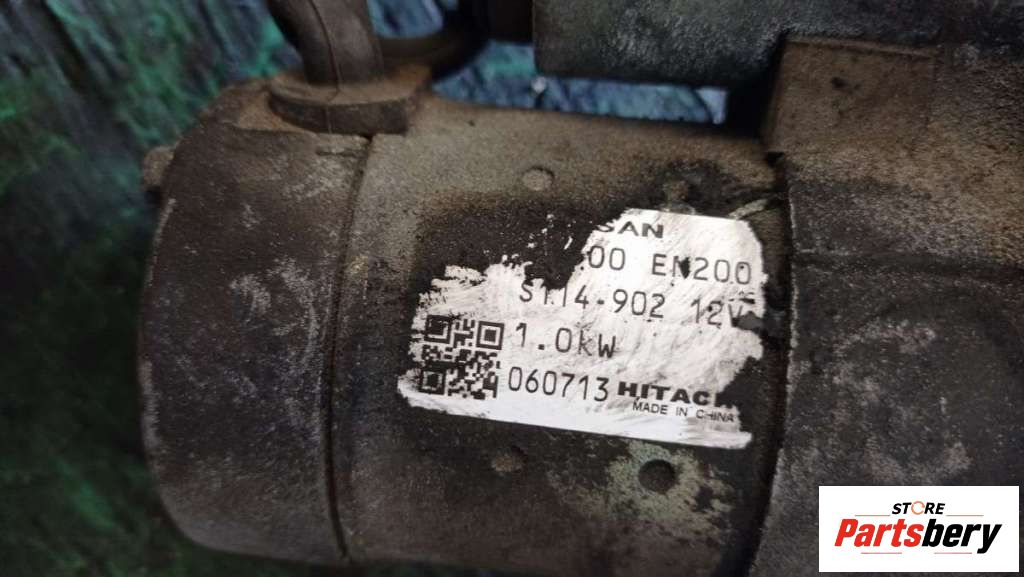 SAN
00 EN200
S114-902 12V
1.0kW
060713 HITACH
MADE IN CHINA
STORE
Partsbery